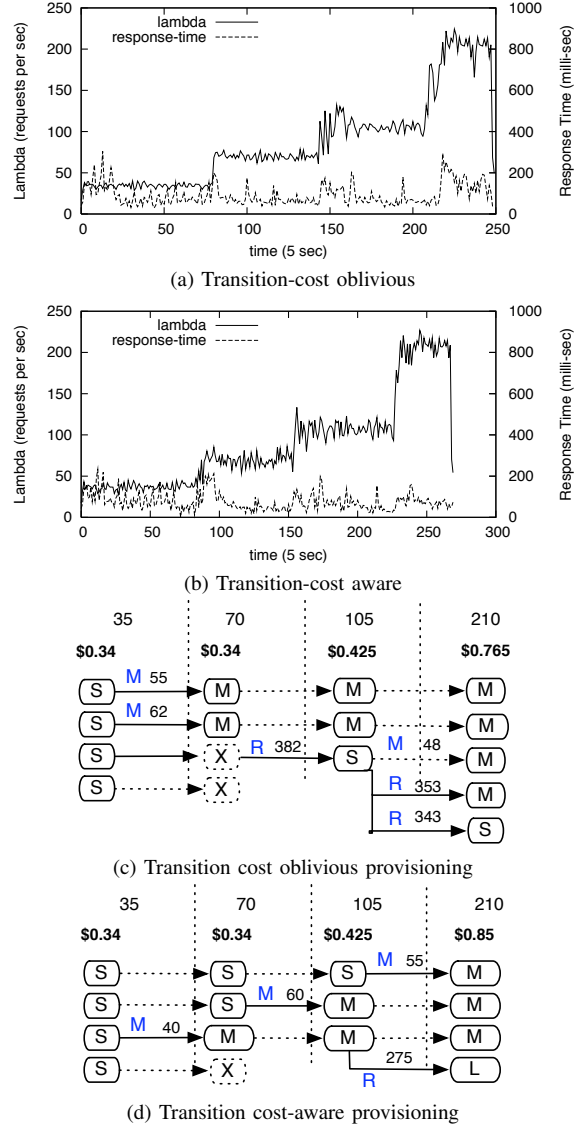 250 1000
lambda
response-time
200 800
150 600
100 400
50 200
0 0
0 50 100 150 200 250
Lambda (requests per sec)
Response Time (milli-sec)
time (5 sec)
(a) Transition-cost oblivious
250 1000
lambda
response-time
200 800
150 600
100 400
50 200
0 0
0 50 100 150 200 250 300
Lambda (requests per sec)
Response Time (milli-sec)
time (5 sec)
(b) Transition-cost aware
35 70 105 210
$0.34 $0.34 $0.425 $0.765
S M 55 M M M
S M 62 M M M
S X R 382 S M 48 M
S X R 353 M
R 343 S
(c) Transition cost oblivious provisioning
35 70 105 210
$0.34 $0.34 $0.425 $0.85
S S S M 55 M
S S M 60 M M
S M 40 M M M
S X R 275 L
(d) Transition cost-aware provisioning